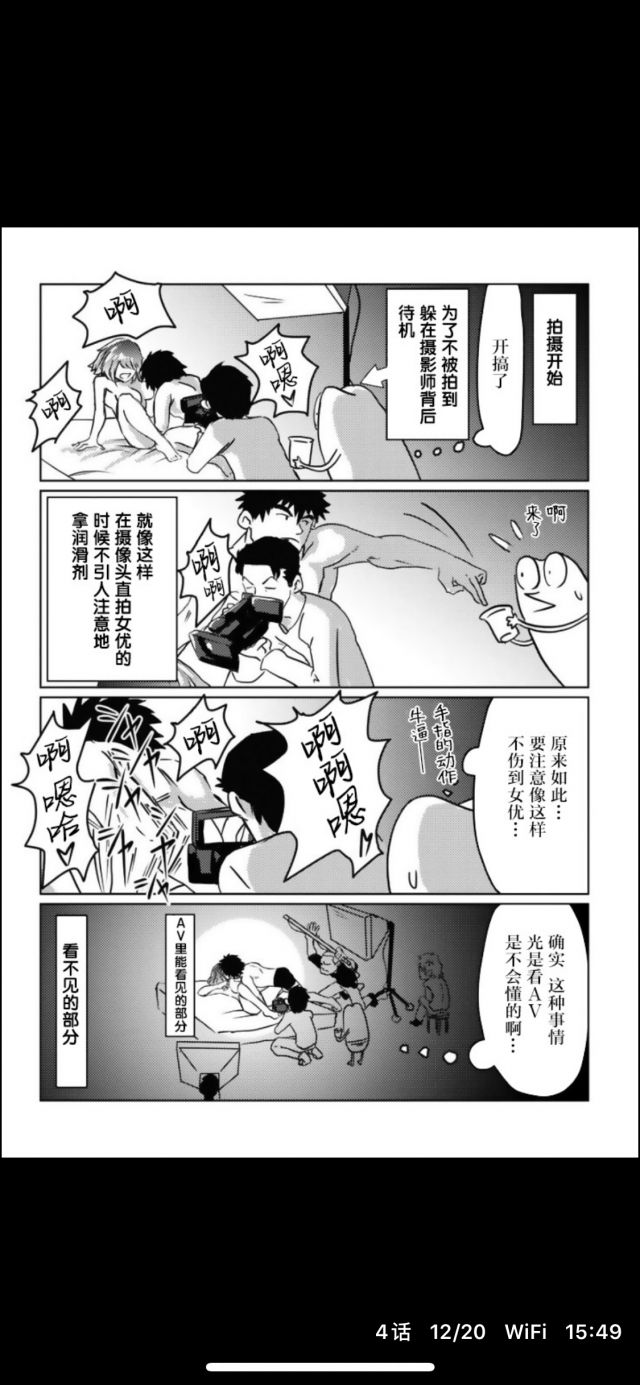 拍摄开始
开搞了
为了不被拍到
躲在摄影师背后
待机
啊嗯♥
啊
啊
啊
来了
啊啊
就像这样
在摄像头直拍女优的
时候不引人注意地
拿润滑剂
原来如此…
要注意像这样
不伤到女优…
手指的动作
牛逼——
啊啊嗯♥
啊
啊嗯哈♥
确实 这种事情
光是看AV
是不会懂的啊…
AV里能看见的部分
看不见的部分
4话 12/20 WiFi 15:49